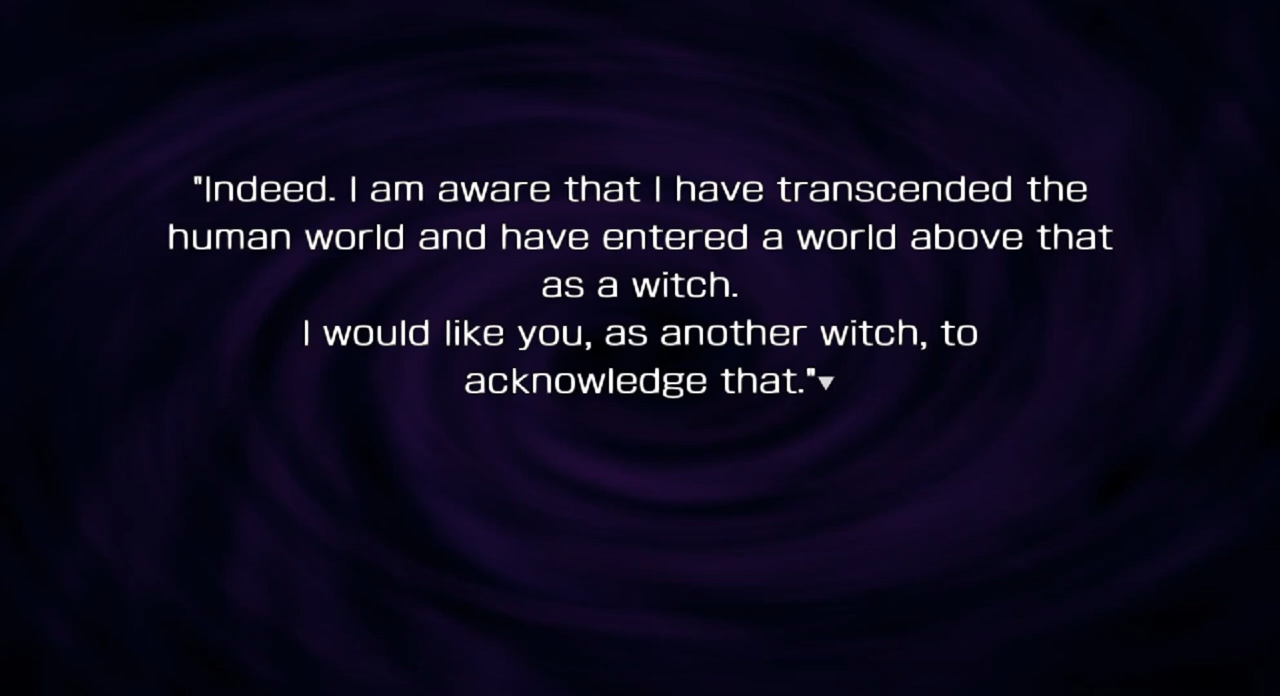 "Indeed. I am aware that I have transcended the
human world and have entered a world above that
as a witch.
I would like you, as another witch, to
acknowledge that."▼